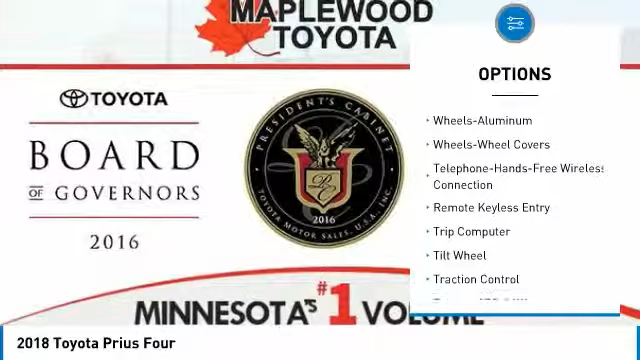 MAPLEWOOD
TOYOTA
TOYOTA
BOARD
OF GOVERNORS
2016
PRESIDENT'S CABINET
2016
TOYOTA MOTOR SALES, U.S.A., INC.
MINNESOTA'S #1 VOLUME
OPTIONS
Wheels-Aluminum
Wheels-Wheel Covers
Telephone-Hands-Free Wireless
Connection
Remote Keyless Entry
Trip Computer
Tilt Wheel
Traction Control
2018 Toyota Prius Four